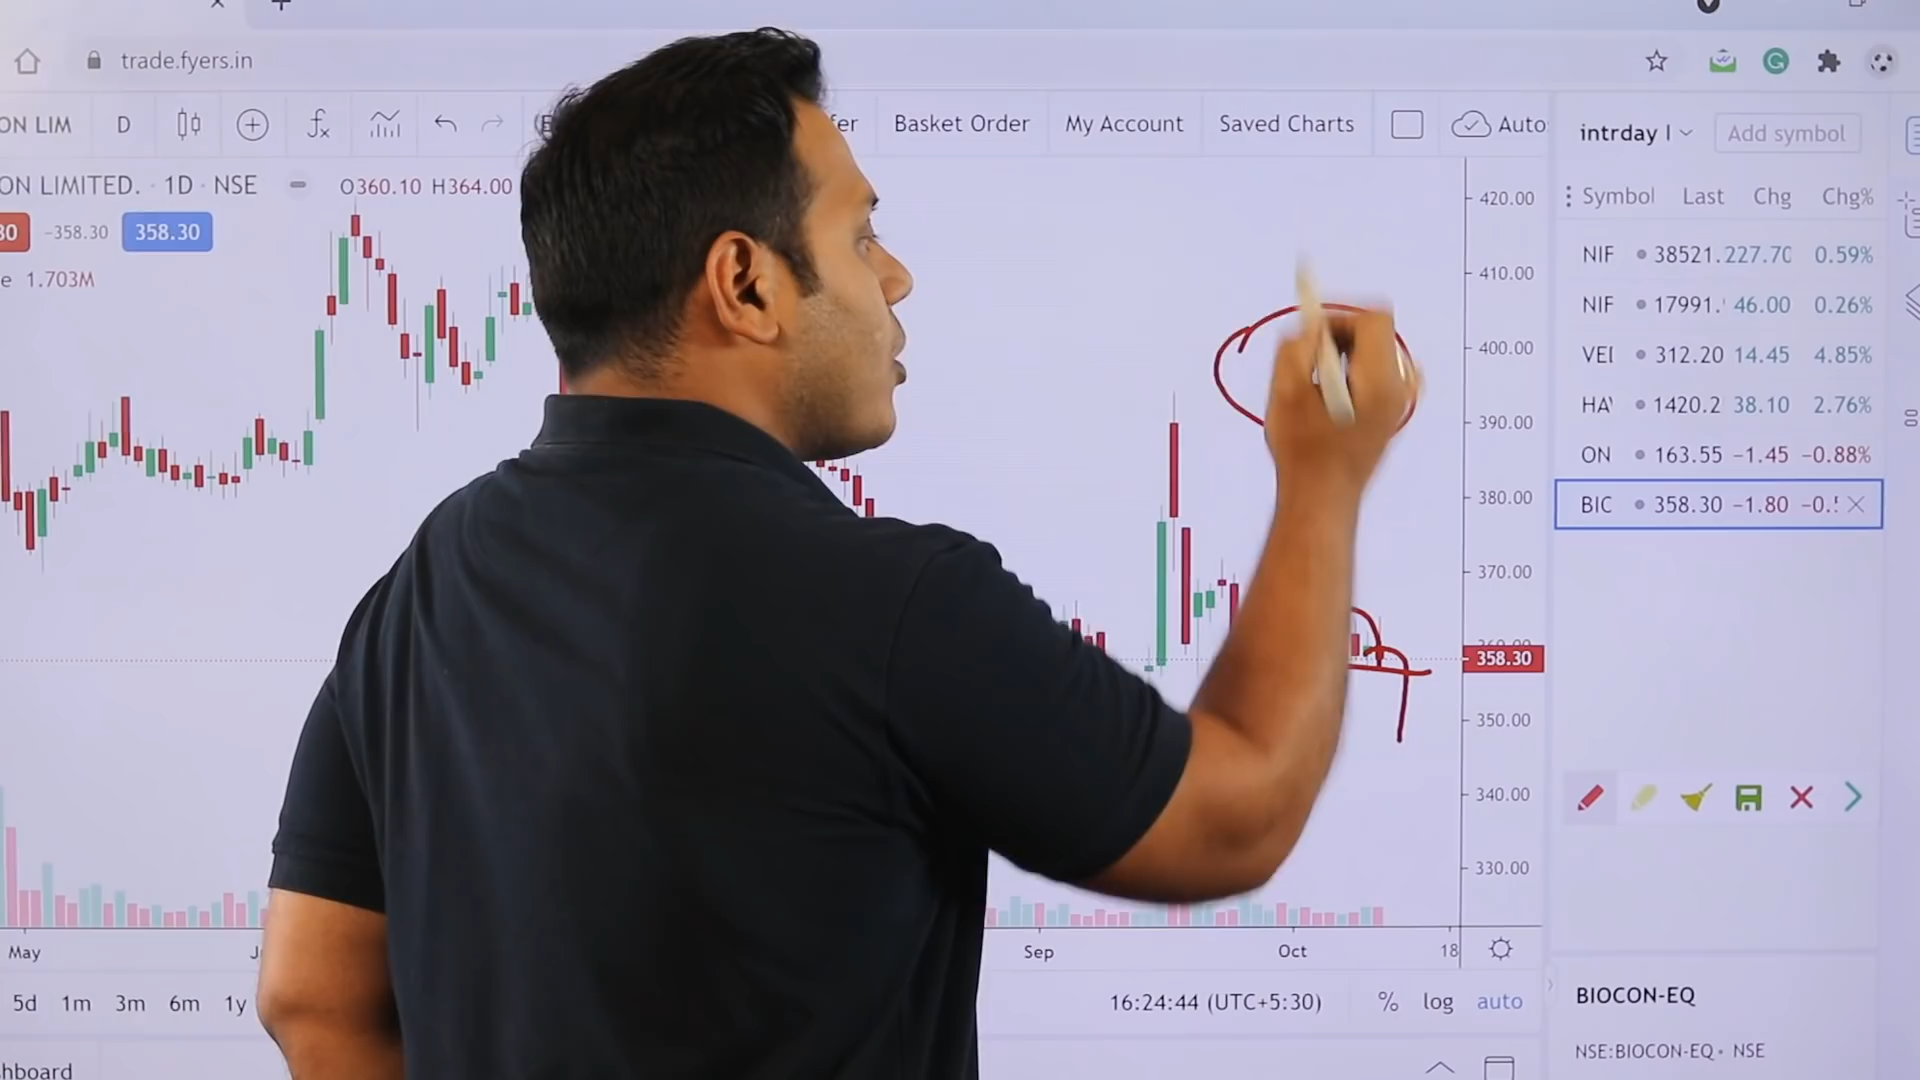 trade.fyers.in
ON LIM D Basket Order My Account Saved Charts Auto
intrday Add symbol
ON LIMITED. · 1D · NSE O360.10 H364.00
-358.30 358.30
1.703M
Symbol Last Chg Chg%
NIF 38521. 227.70 0.59%
NIF 17991. 46.00 0.26%
VEI 312.20 14.45 4.85%
HA 1420.2 38.10 2.76%
ON 163.55 -1.45 -0.88%
BIC 358.30 -1.80
420.00
410.00
400.00
390.00
380.00
370.00
360.00
358.30
350.00
340.00
330.00
May Sep Oct 18
5d 1m 3m 6m 1y 16:24:44 (UTC+5:30) % log auto
BIOCON-EQ
NSE:BIOCON-EQ • NSE
hboard